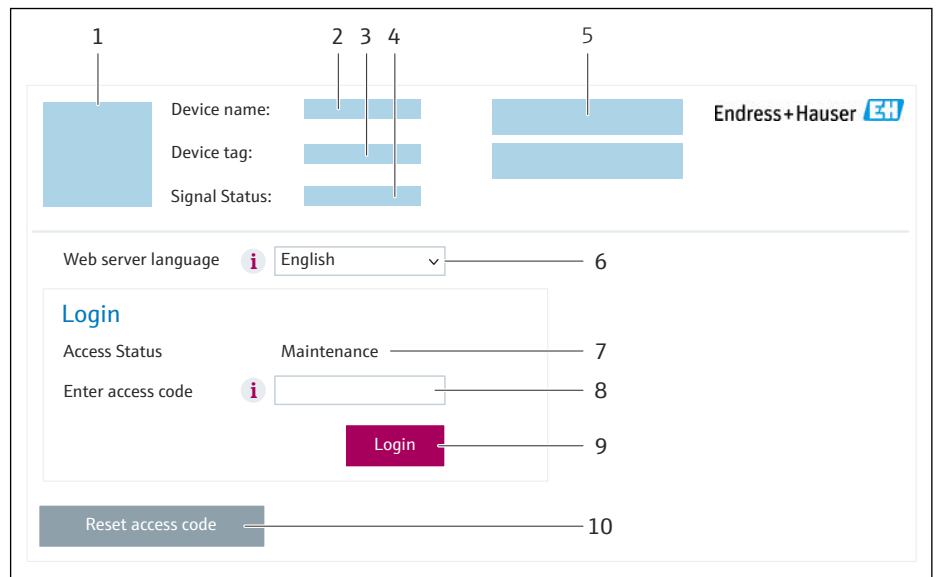 1 2 3 4 5
Device name:
Endress+Hauser EH
Device tag:
Signal Status:
Web server language i English 6
Login
Access Status Maintenance 7
Enter access code i 8
Login 9
Reset access code 10